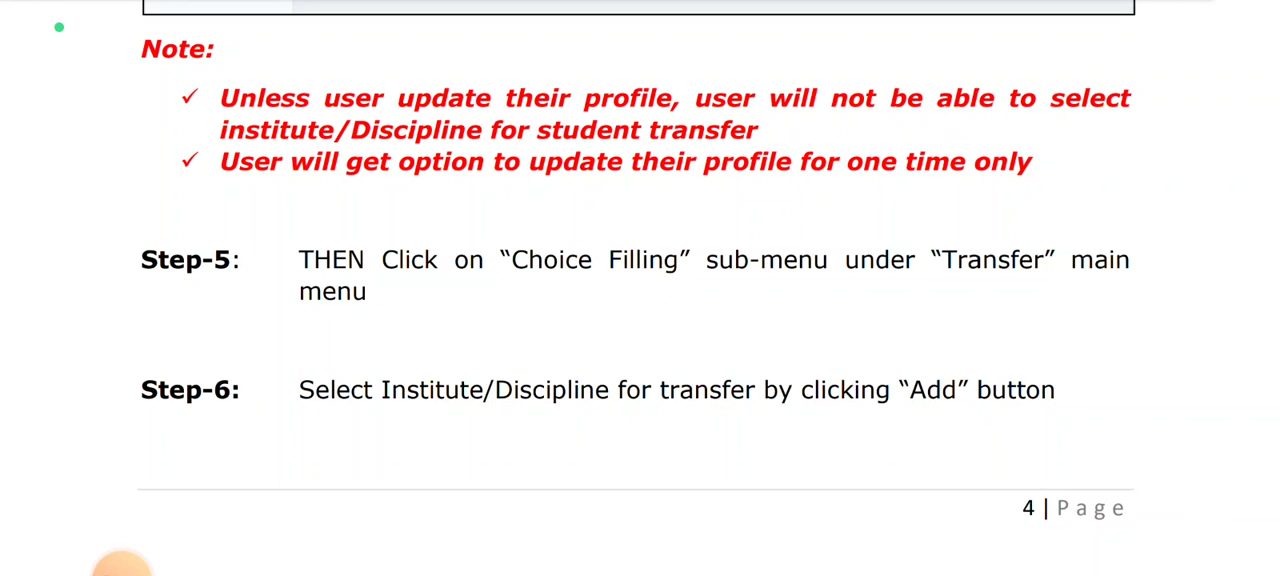 Note:
✓ Unless user update their profile, user will not be able to select
institute/Discipline for student transfer
✓ User will get option to update their profile for one time only
Step-5: THEN Click on “Choice Filling” sub-menu under “Transfer” main
menu
Step-6: Select Institute/Discipline for transfer by clicking “Add” button
4 | Page